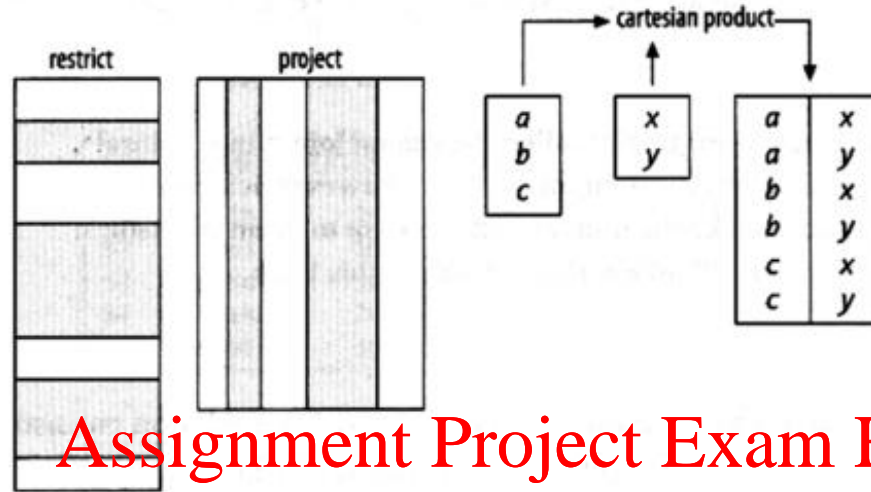 restrict
project
cartesian product
a
b
c
x
y
a x
a y
b x
b y
c x
c y
Assignment Project Exam